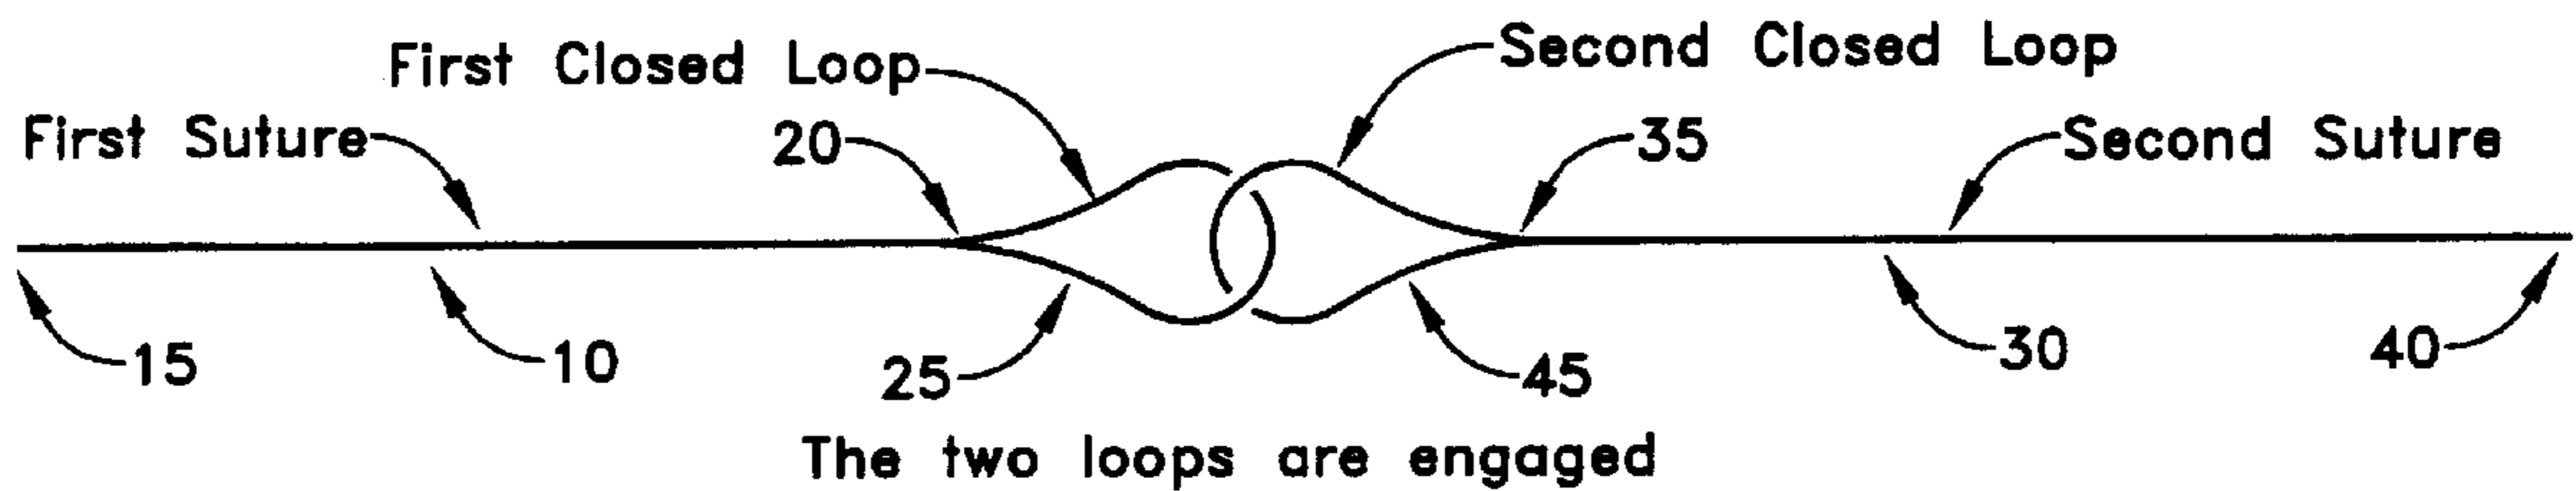 First Closed Loop
Second Closed Loop
First Suture
20
35
Second Suture
15
10
25
45
30
40
The two loops are engaged